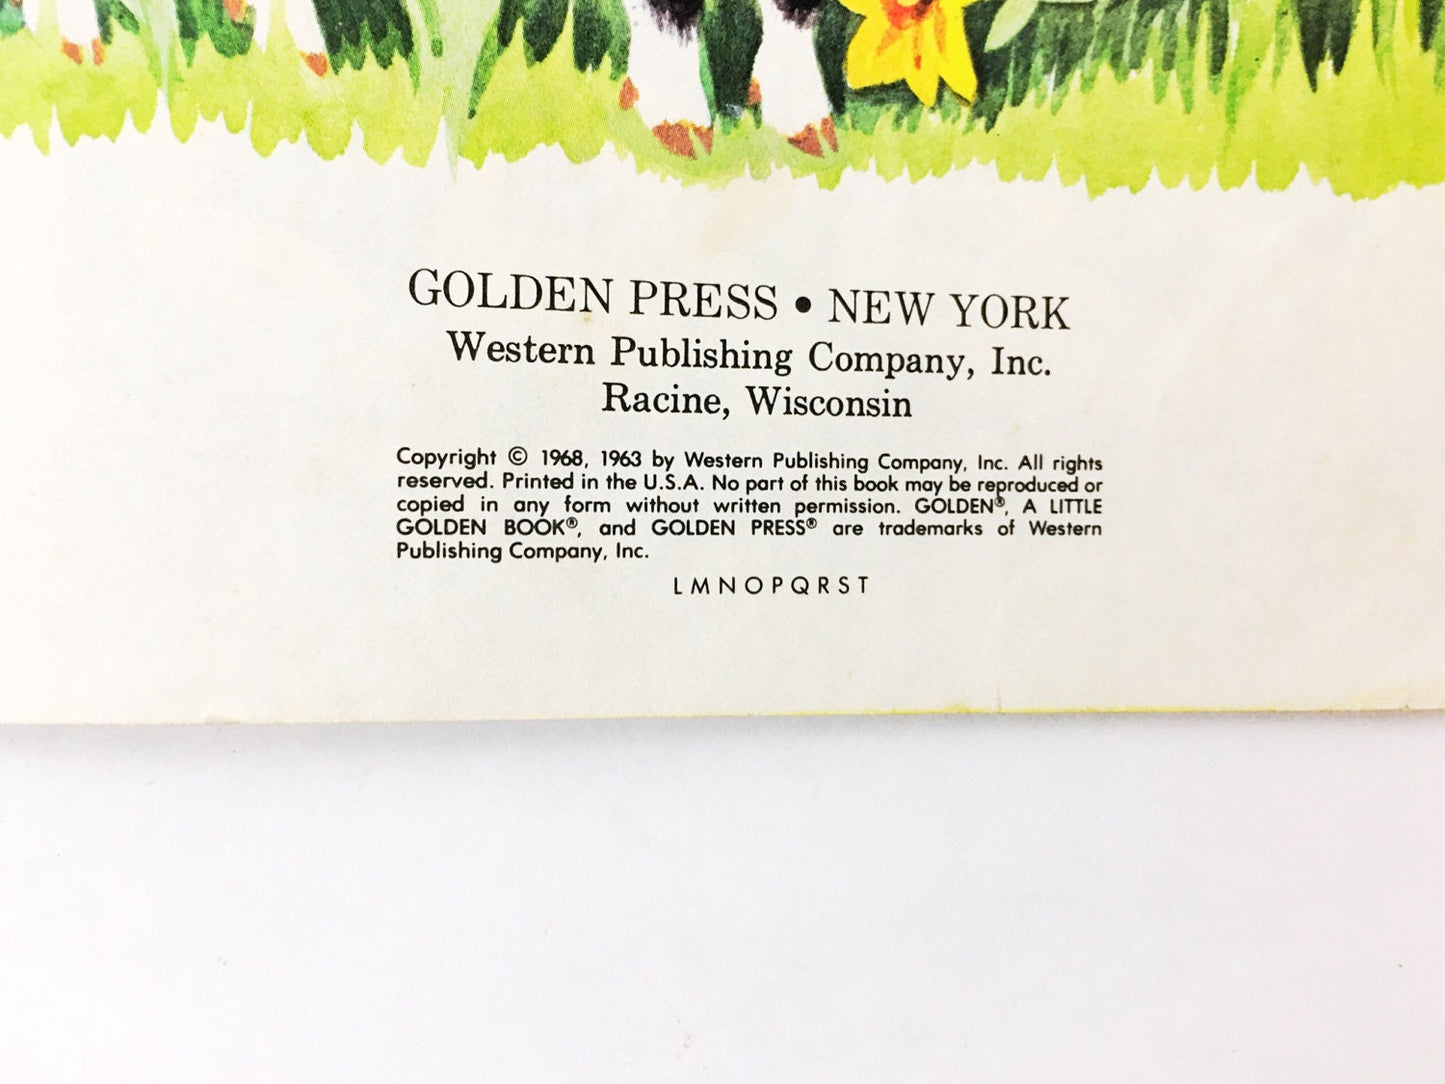 GOLDEN PRESS • NEW YORK
Western Publishing Company, Inc.
Racine, Wisconsin
Copyright © 1968, 1963 by Western Publishing Company, Inc. All rights
reserved. Printed in the U.S.A. No part of this book may be reproduced or
copied in any form without written permission. GOLDEN®, A LITTLE
GOLDEN BOOK®, and GOLDEN PRESS® are trademarks of Western
Publishing Company, Inc.
L M N O P Q R S T